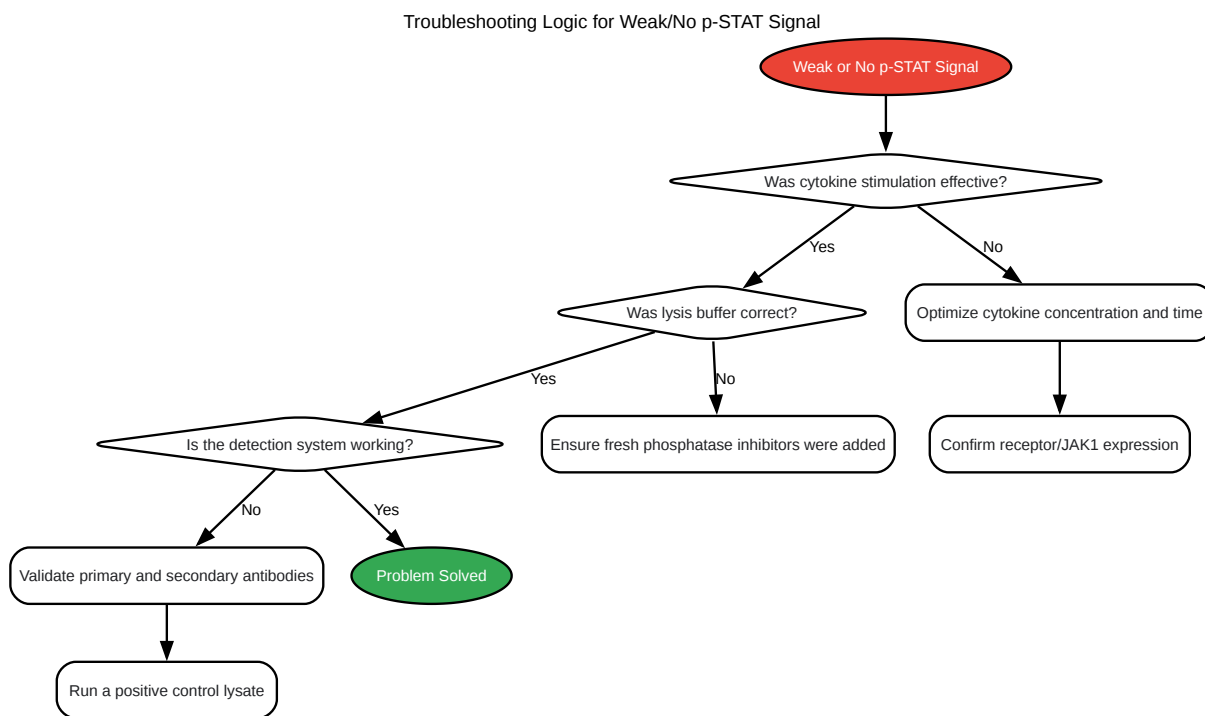 Troubleshooting Logic for Weak/No p-STAT Signal
Weak or No p-STAT Signal
Was cytokine stimulation effective?
Yes
No
Was lysis buffer correct?
Optimize cytokine concentration and time
Yes
No
Is the detection system working?
Ensure fresh phosphatase inhibitors were added
Confirm receptor/JAK1 expression
No
Yes
Validate primary and secondary antibodies
Problem Solved
Run a positive control lysate